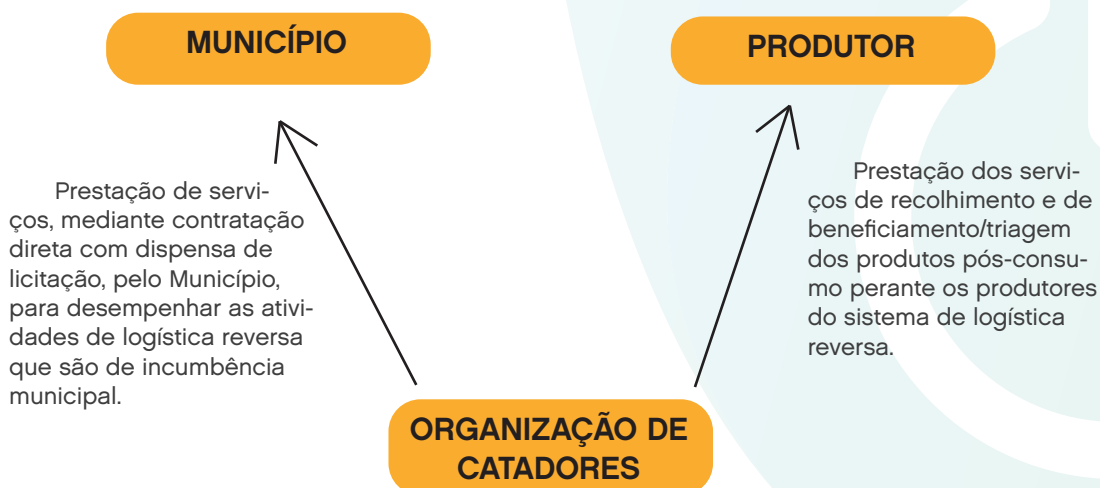 MUNICÍPIO
PRODUTOR
Prestação de servi-
ços, mediante contratação
direta com dispensa de
licitação, pelo Município,
para desempenhar as ativi-
dades de logística reversa
que são de incumbência
municipal.
Prestação dos servi-
ços de recolhimento e de
beneficiamento/triagem
dos produtos pós-consu-
mo perante os produtores
do sistema de logística
reversa.
ORGANIZAÇÃO DE
CATADORES